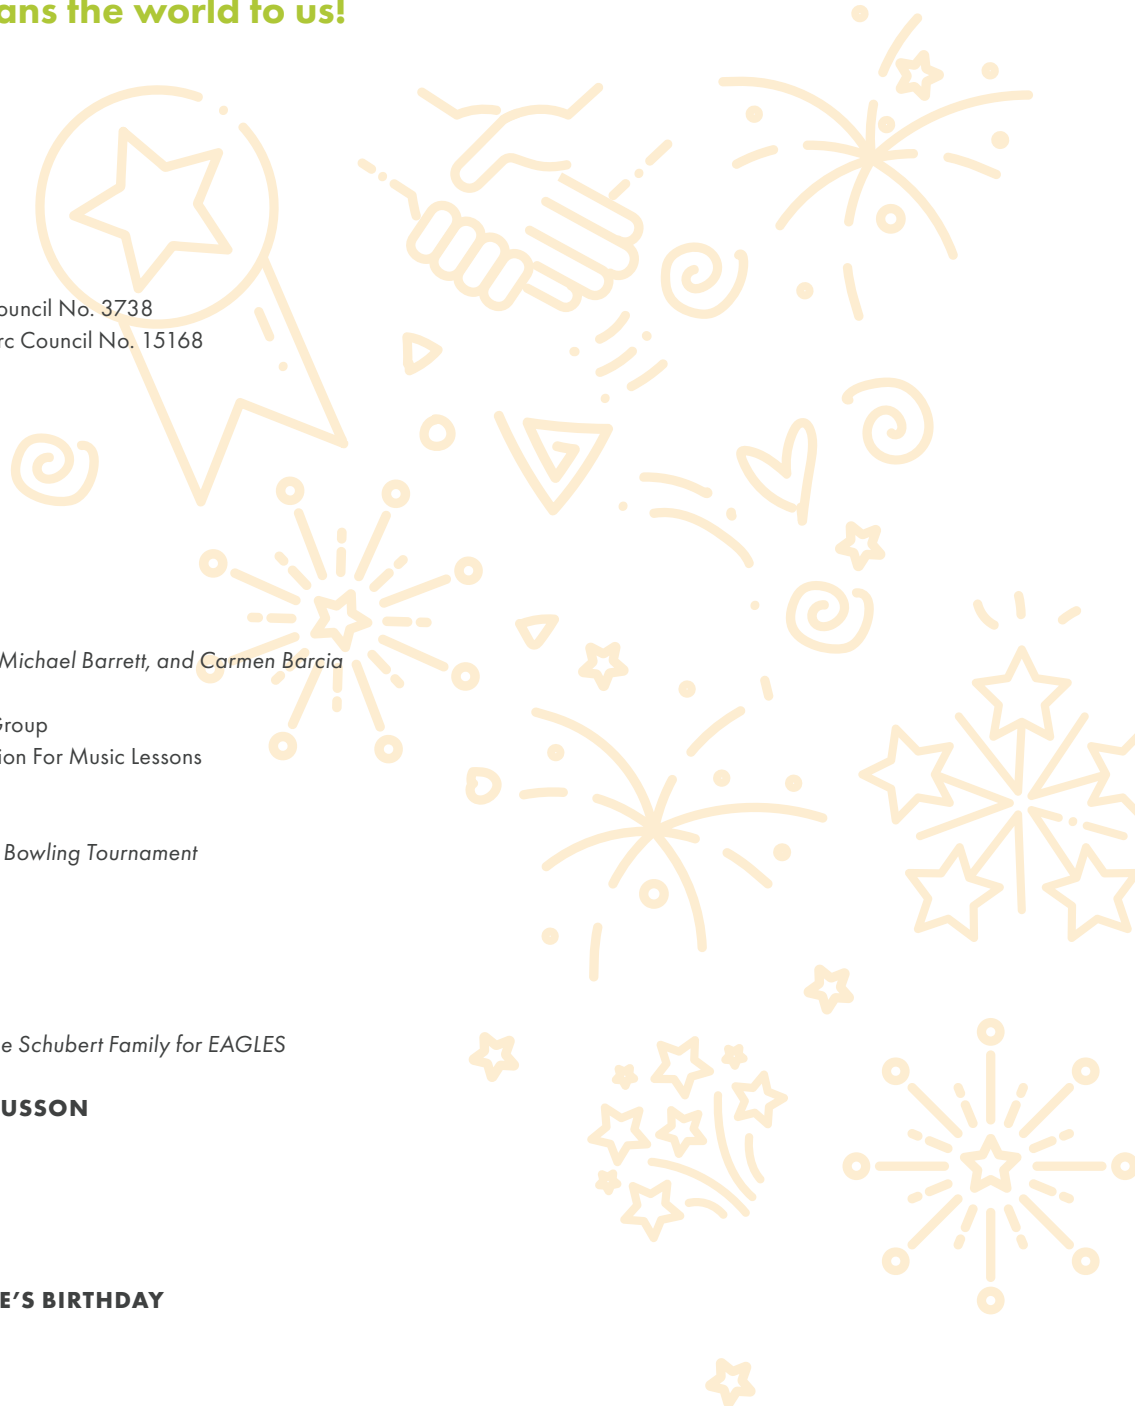 ans the world to us!
ouncil No. 3738
rc Council No. 15168
Michael Barrett, and Carmen Barcia
Group
ion For Music Lessons
Bowling Tournament
e Schubert Family for EAGLES
USSON
E’S BIRTHDAY